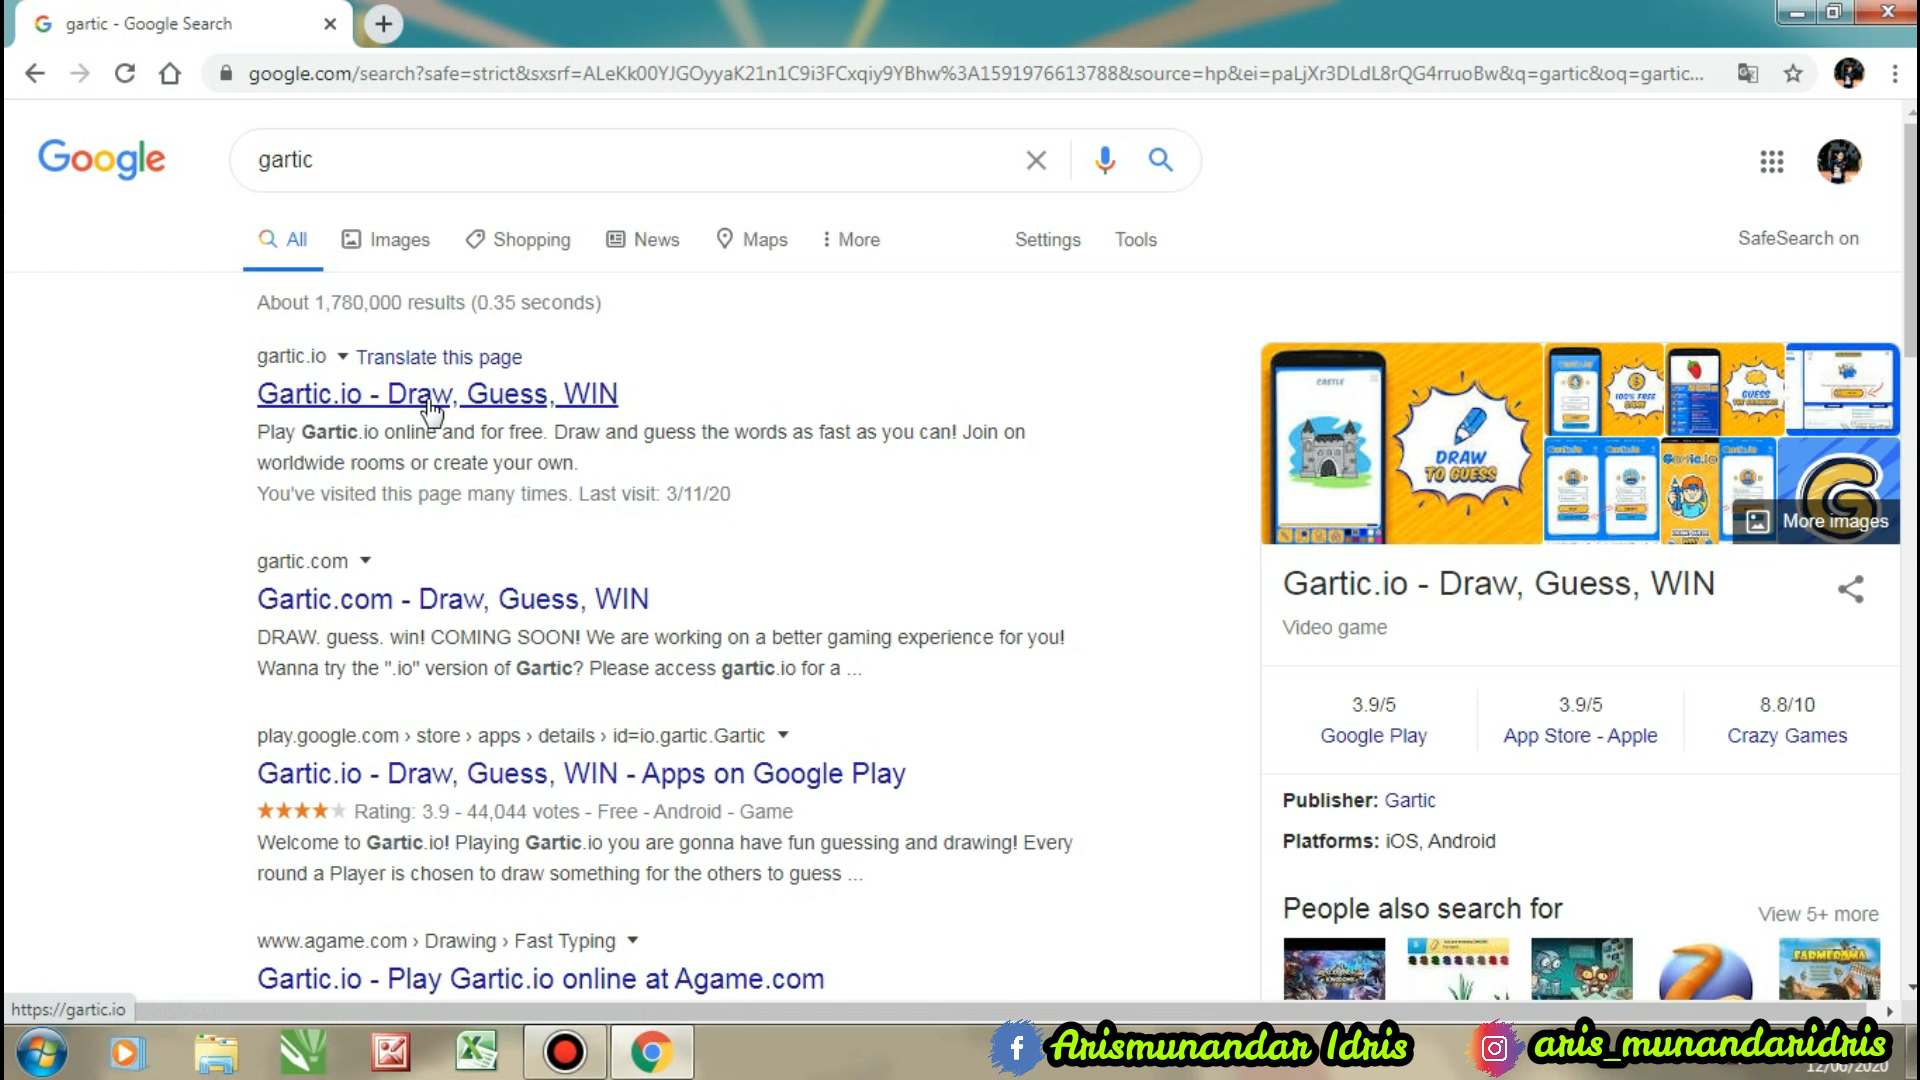 gartic - Google Search
google.com/search?safe=strict&sxsrf=ALeKk00YJGOyyaK21n1C9i3FCxqiy9YBhw%3A1591976613788&source=hp&ei=paLjXr3DLdL8rQG4rruoBw&q=gartic&oq=gartic...
Google
gartic
All Images Shopping News Maps More Settings Tools
SafeSearch on
About 1,780,000 results (0.35 seconds)
gartic.io Translate this page
Gartic.io - Draw, Guess, WIN
Play Gartic.io online and for free. Draw and guess the words as fast as you can! Join on
worldwide rooms or create your own.
You've visited this page many times. Last visit: 3/11/20
gartic.com
Gartic.com - Draw, Guess, WIN
DRAW. guess. win! COMING SOON! We are working on a better gaming experience for you!
Wanna try the ".io" version of Gartic? Please access gartic.io for a ...
play.google.com › store › apps › details › id=io.gartic.Gartic
Gartic.io - Draw, Guess, WIN - Apps on Google Play
Rating: 3.9 - 44,044 votes - Free - Android - Game
Welcome to Gartic.io! Playing Gartic.io you are gonna have fun guessing and drawing! Every
round a Player is chosen to draw something for the others to guess ...
www.agame.com › Drawing › Fast Typing
Gartic.io - Play Gartic.io online at Agame.com
CASTLE
DRAW
TO GUESS
100% FREE
GAME
GUESS
Gartic.io
G
More images
Gartic.io - Draw, Guess, WIN
Video game
3.9/5 3.9/5 8.8/10
Google Play App Store - Apple Crazy Games
Publisher: Gartic
Platforms: iOS, Android
People also search for
View 5+ more
FARMERAMA
https://gartic.io
Arismunandar Idris
aris_munandaridris
12/06/2020